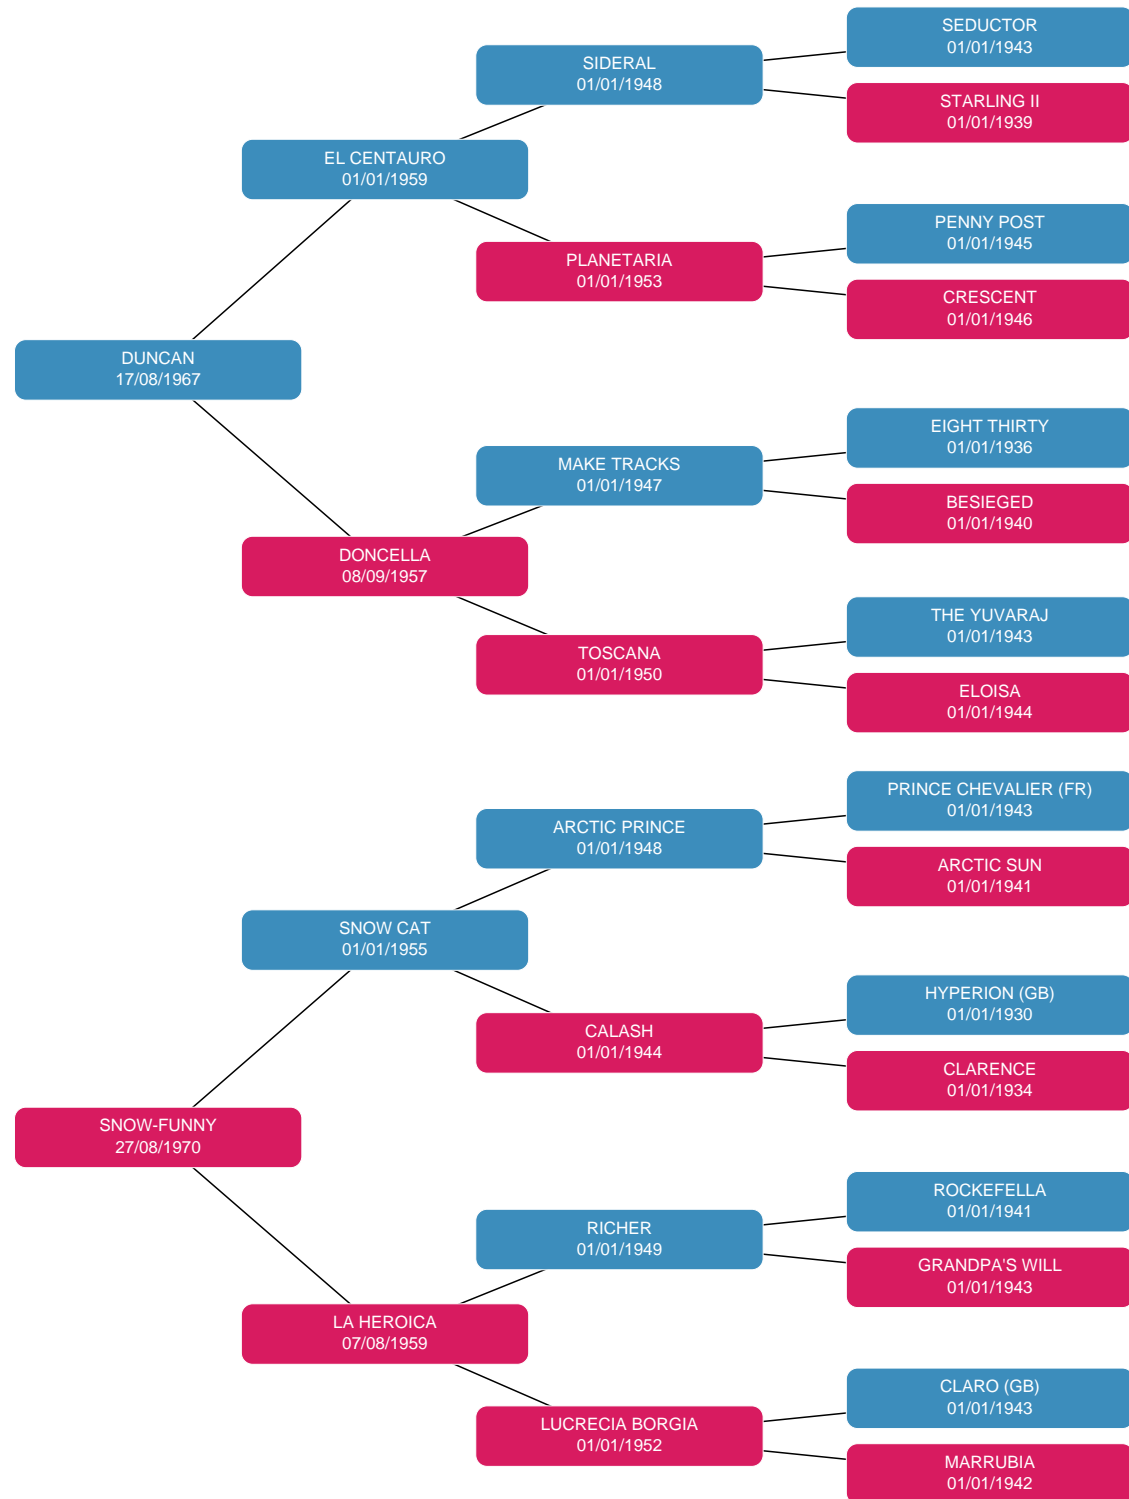 SEDUCTOR
01/01/1943
SIDERAL
01/01/1948
STARLING II
01/01/1939
EL CENTAURO
01/01/1959
PENNY POST
01/01/1945
PLANETARIA
01/01/1953
CRESCENT
01/01/1946
DUNCAN
17/08/1967
EIGHT THIRTY
01/01/1936
MAKE TRACKS
01/01/1947
BESIEGED
01/01/1940
DONCELLA
08/09/1957
THE YUVARAJ
01/01/1943
TOSCANA
01/01/1950
ELOISA
01/01/1944
PRINCE CHEVALIER (FR)
01/01/1943
ARCTIC PRINCE
01/01/1948
ARCTIC SUN
01/01/1941
SNOW CAT
01/01/1955
HYPERION (GB)
01/01/1930
CALASH
01/01/1944
CLARENCE
01/01/1934
SNOW-FUNNY
27/08/1970
ROCKEFELLA
01/01/1941
RICHER
01/01/1949
GRANDPA'S WILL
01/01/1943
LA HEROICA
07/08/1959
CLARO (GB)
01/01/1943
LUCRECIA BORGIA
01/01/1952
MARRUBIA
01/01/1942